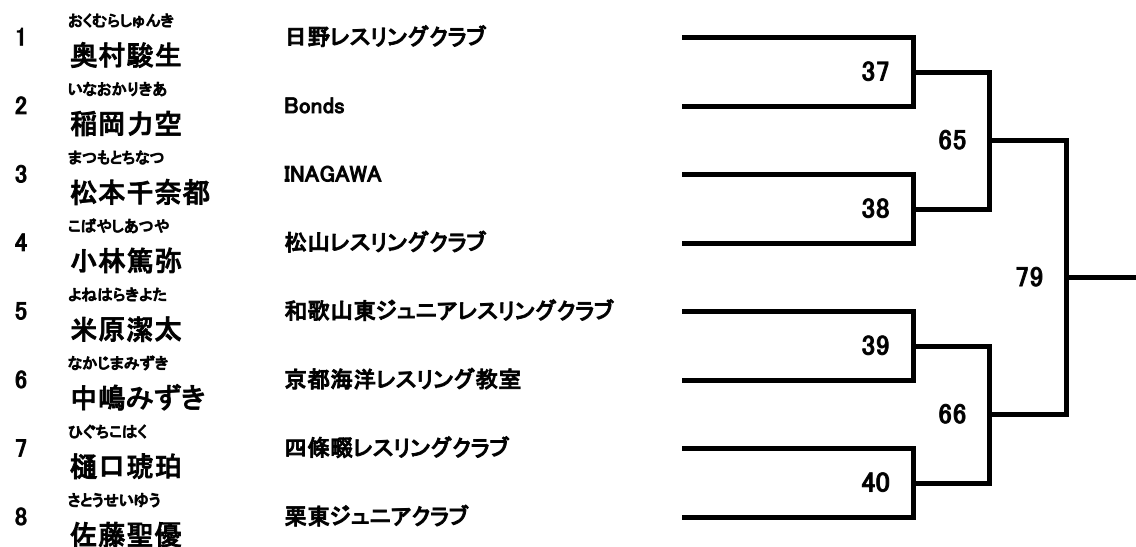 おくむらしゅんき
1 奥村駿生 日野レスリングクラブ
いなおかりきあ
2 稲岡力空 Bonds
まつもとちなつ
3 松本千奈都 INAGAWA
こばやしあつや
4 小林篤弥 松山レスリングクラブ
よねはらきよた
5 米原潔太 和歌山東ジュニアレスリングクラブ
なかじまみずき
6 中嶋みずき 京都海洋レスリング教室
ひぐちこはく
7 樋口琥珀 四條畷レスリングクラブ
さとうせいゆう
8 佐藤聖優 栗東ジュニアクラブ
37
65
38
79
39
66
40